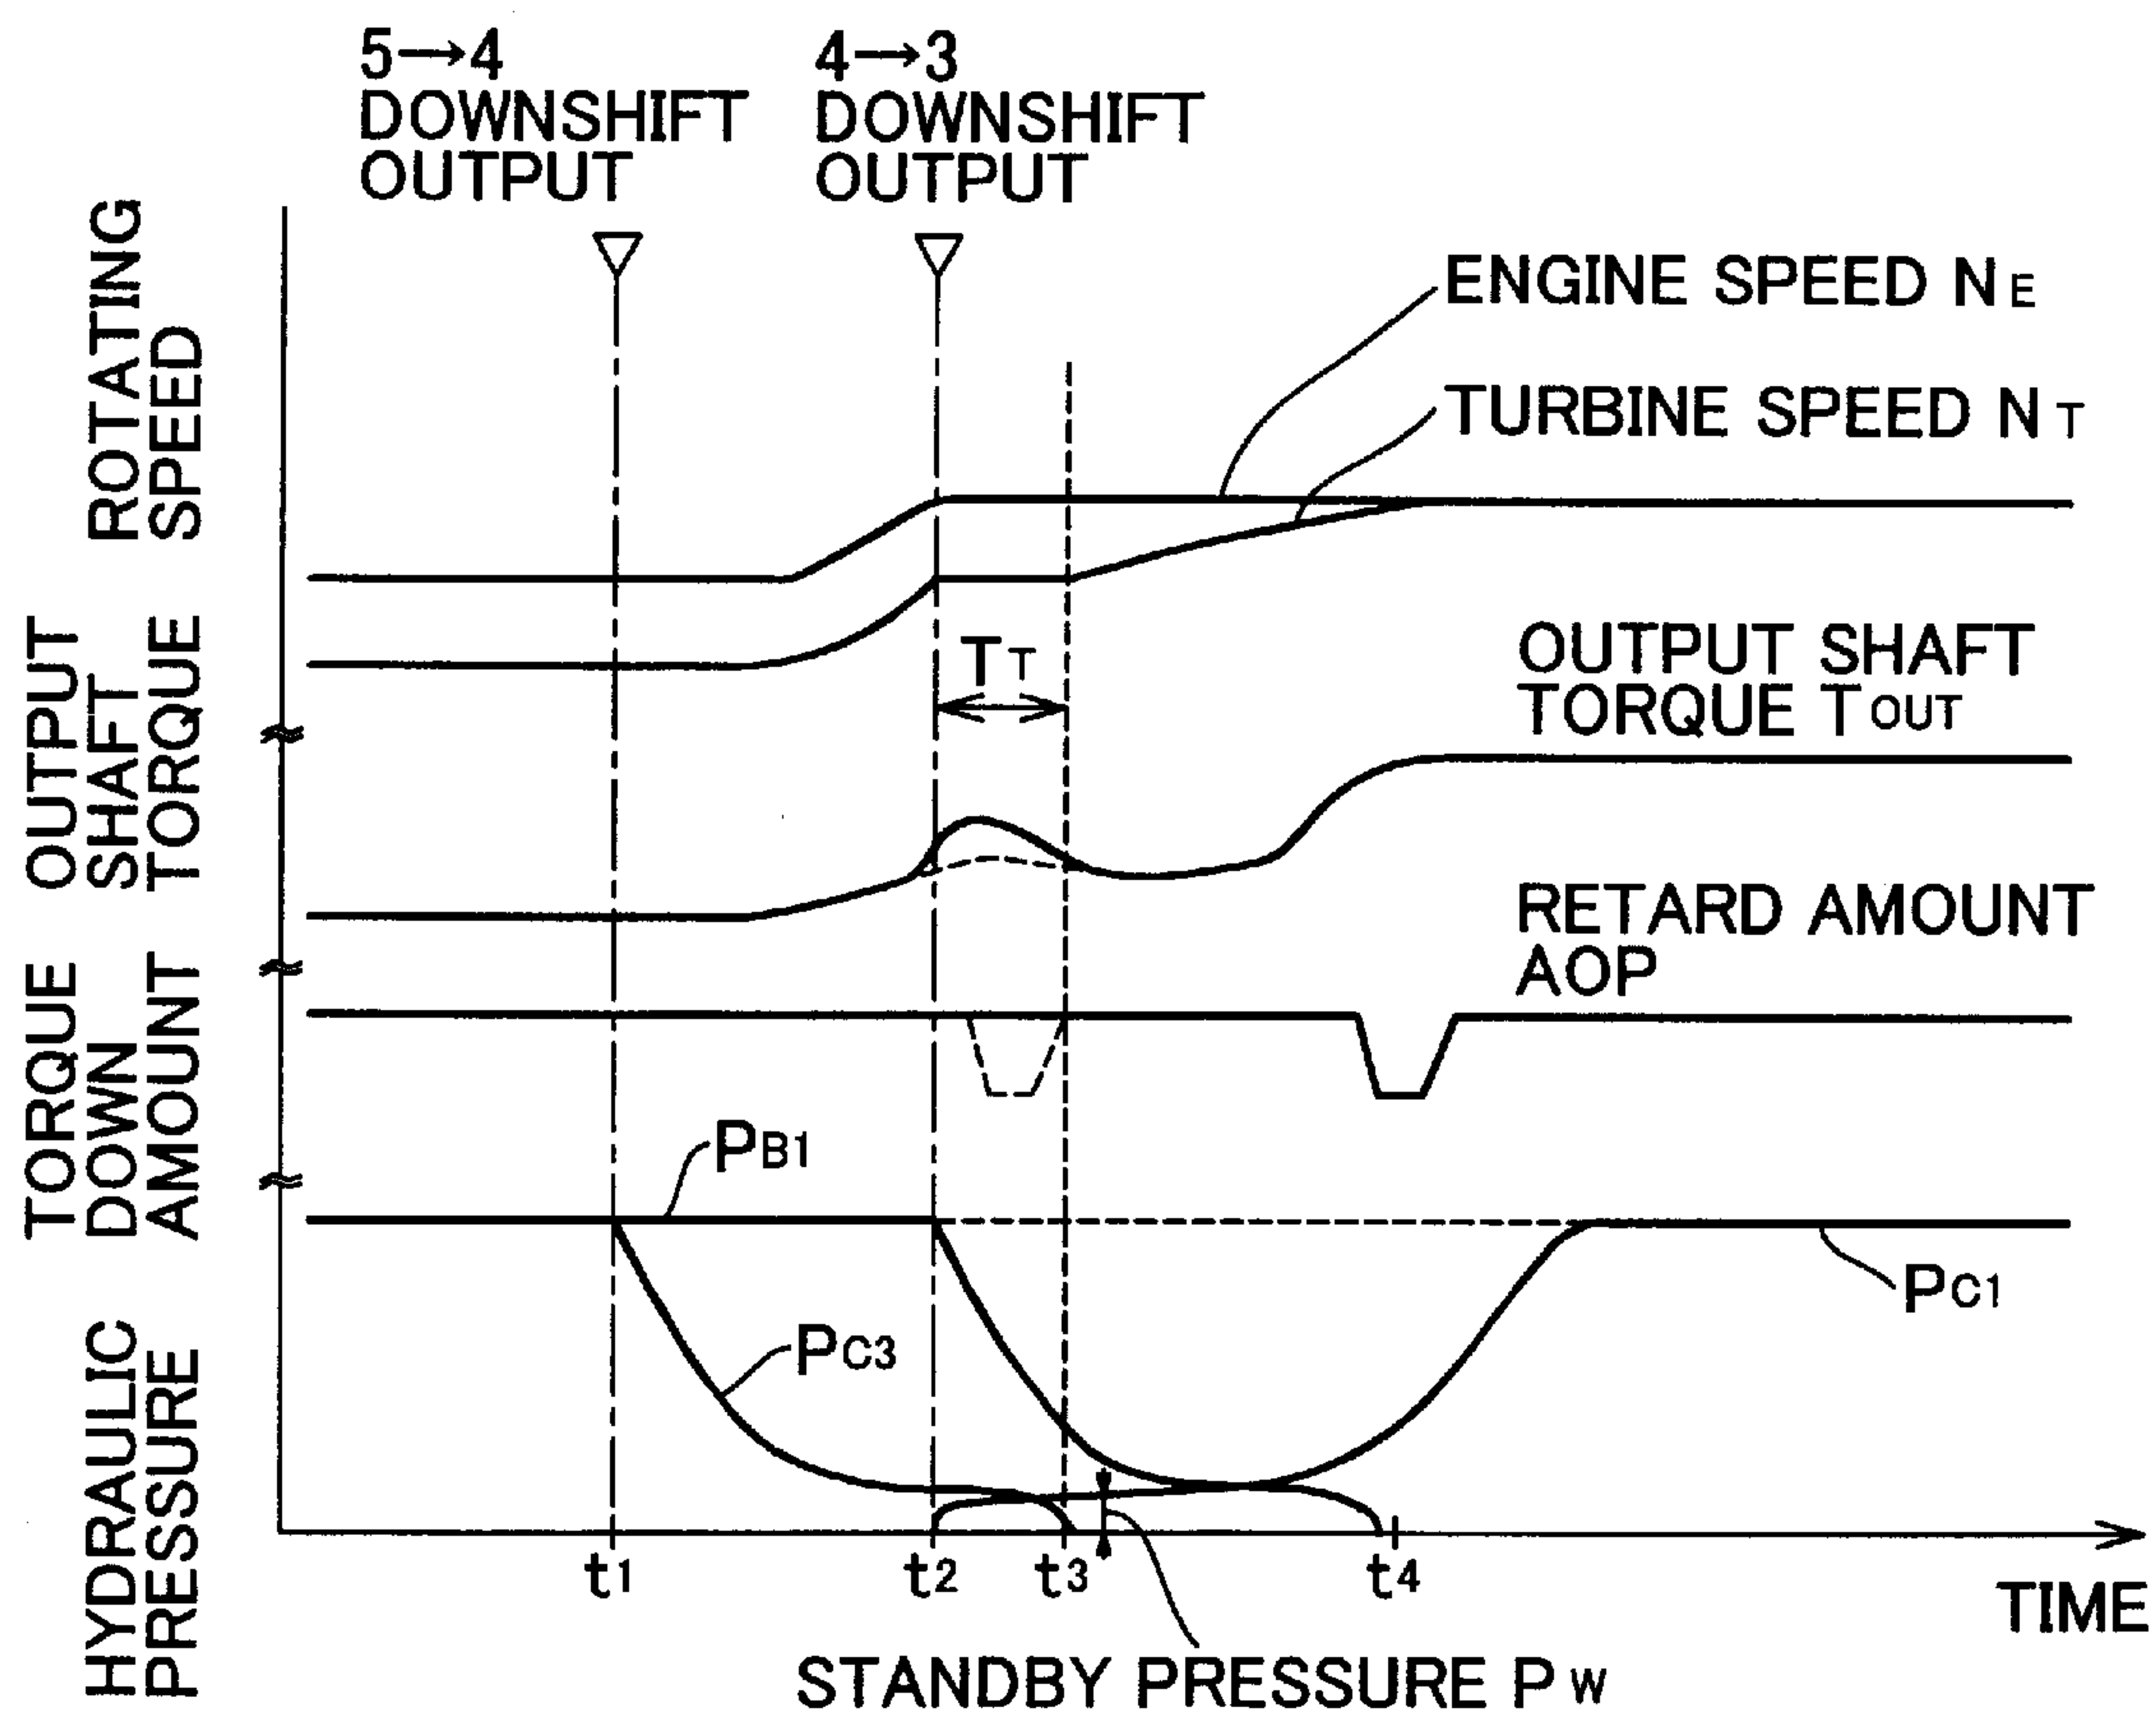 5→4
DOWNSHIFT
OUTPUT
4→3
DOWNSHIFT
OUTPUT
ROTATING
SPEED
ENGINE SPEED NE
TURBINE SPEED NT
TT
OUTPUT
SHAFT
TORQUE
OUTPUT SHAFT
TORQUE TOUT
TORQUE
DOWN
AMOUNT
RETARD AMOUNT
AOP
HYDRAULIC
PRESSURE
PB1
PC3
PC1
t1
t2
t3
t4
TIME
STANDBY PRESSURE PW